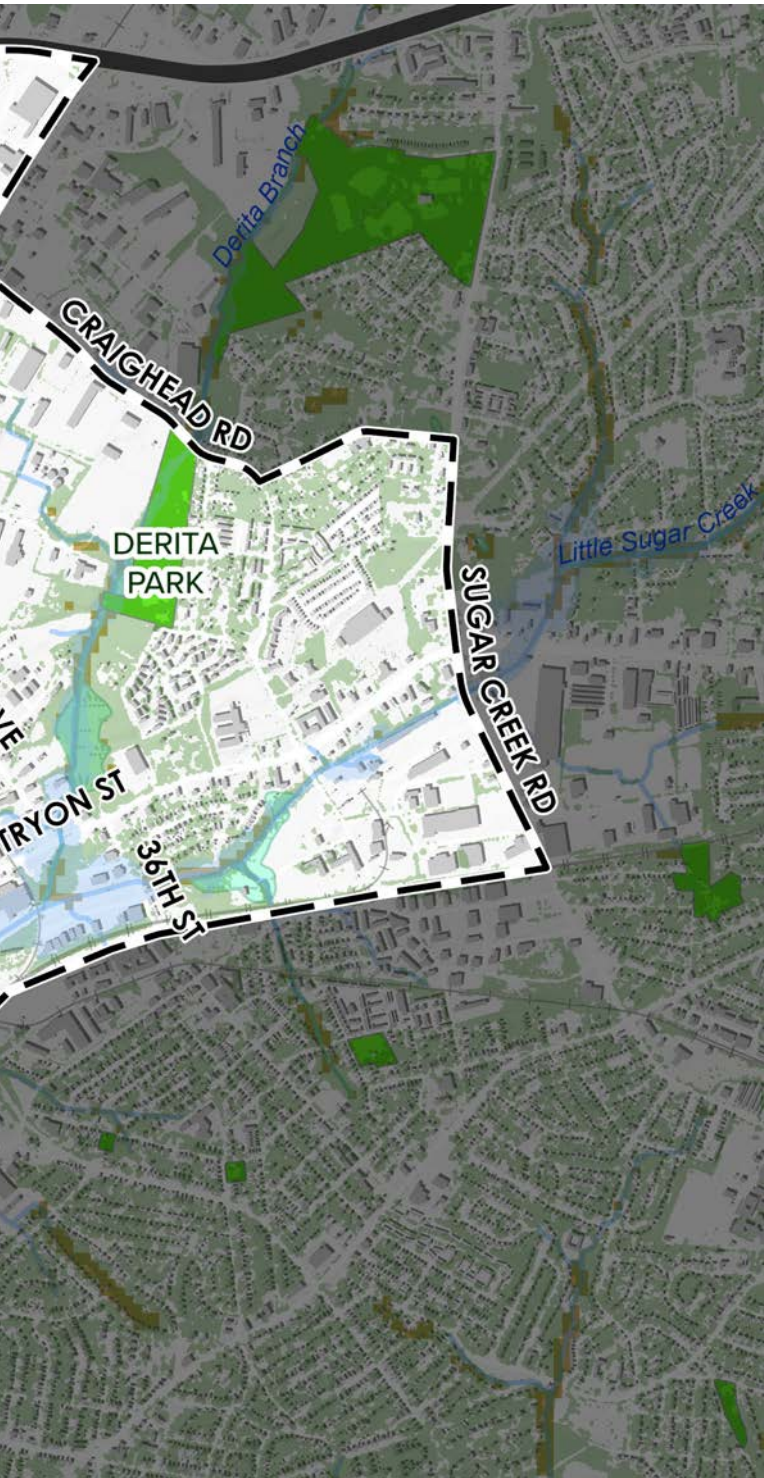 Derita Branch
CRAIGHEAD RD
Little Sugar Creek
DERITA
PARK
SUGAR CREEK RD
VE
TRYON ST
36TH ST